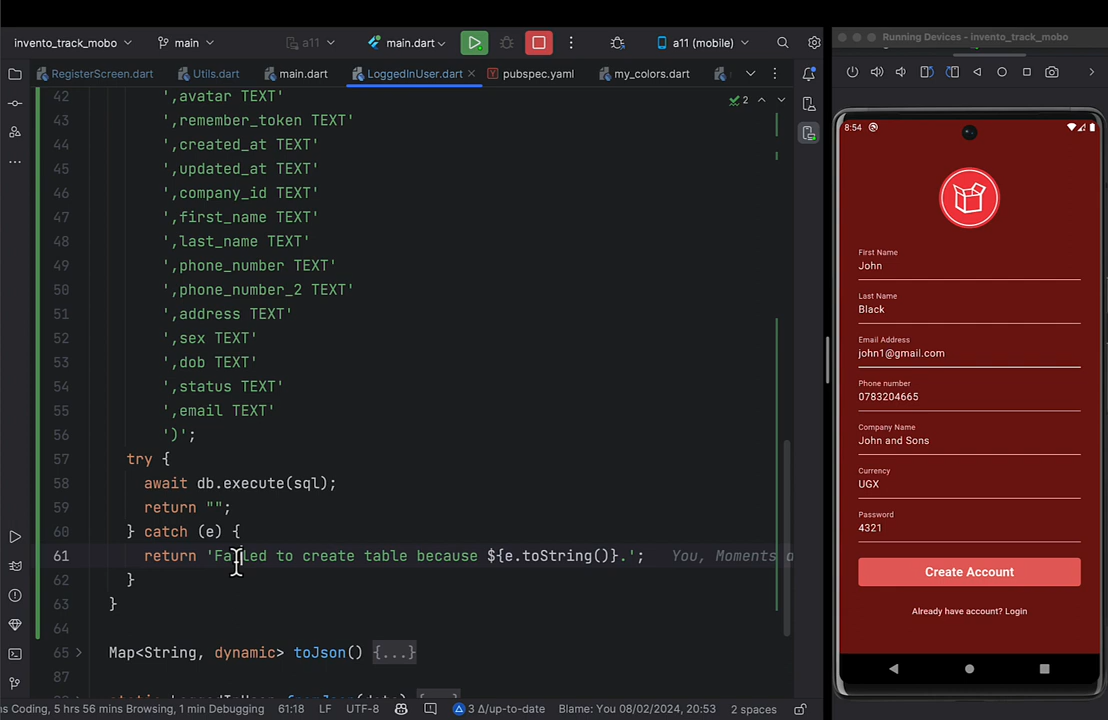 invento_track_mobo
main
a11
main.dart
a11 (mobile)
Running Devices - invento_track_mobo
RegisterScreen.dart
Utils.dart
main.dart
LoggedInUser.dart
pubspec.yaml
my_colors.dart
42 ',avatar TEXT'
2
43 ',remember_token TEXT'
44 ',created_at TEXT'
45 ',updated_at TEXT'
46 ',company_id TEXT'
47 ',first_name TEXT'
48 ',last_name TEXT'
49 ',phone_number TEXT'
50 ',phone_number_2 TEXT'
51 ',address TEXT'
52 ',sex TEXT'
53 ',dob TEXT'
54 ',status TEXT'
55 ',email TEXT'
56 ')';
57 try {
58 await db.execute(sql);
59 return "";
60 } catch (e) {
61 return 'Failed to create table because ${e.toString()}.'; You, Moments
62 }
63 }
64
65 Map<String, dynamic> toJson() {...}
87
8:54
First Name
John
Last Name
Black
Email Address
john1@gmail.com
Phone number
0783204665
Company Name
John and Sons
Currency
UGX
Password
4321
Create Account
Already have account? Login
s Coding, 5 hrs 56 mins Browsing, 1 min Debugging
61:18
LF
UTF-8
3 Δ/up-to-date
Blame: You 08/02/2024, 20:53
2 spaces